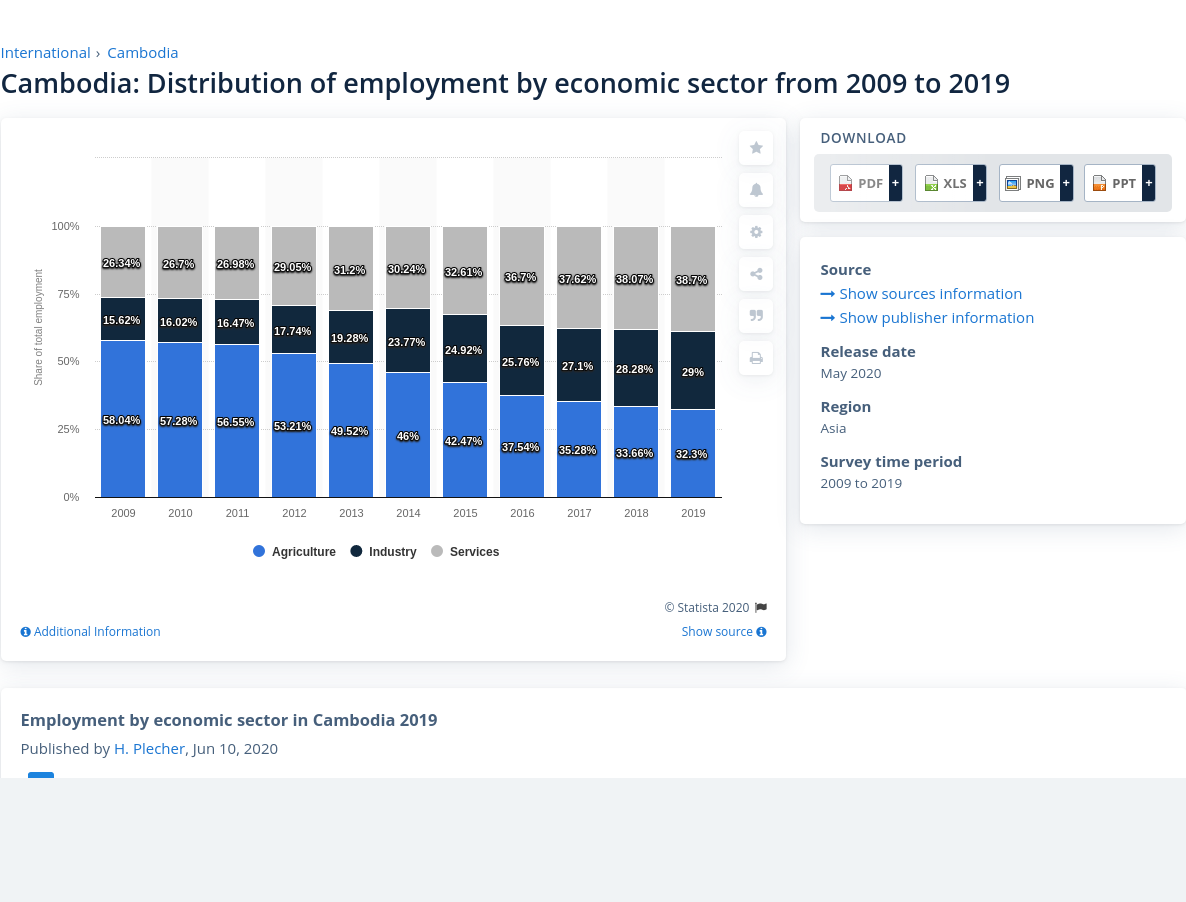 International › Cambodia
Cambodia: Distribution of employment by economic sector from 2009 to 2019
Share of total employment
100%
75%
50%
25%
0%
26.34% 26.7% 26.98% 29.05% 31.2% 30.24% 32.61% 36.7% 37.62% 38.07% 38.7%
15.62% 16.02% 16.47% 17.74% 19.28% 23.77% 24.92% 25.76% 27.1% 28.28% 29%
58.04% 57.28% 56.55% 53.21% 49.52% 46% 42.47% 37.54% 35.28% 33.66% 32.3%
2009 2010 2011 2012 2013 2014 2015 2016 2017 2018 2019
Agriculture Industry Services
© Statista 2020
Additional Information Show source
DOWNLOAD
PDF + XLS + PNG + PPT +
Source
Show sources information
Show publisher information
Release date
May 2020
Region
Asia
Survey time period
2009 to 2019
Employment by economic sector in Cambodia 2019
Published by H. Plecher, Jun 10, 2020